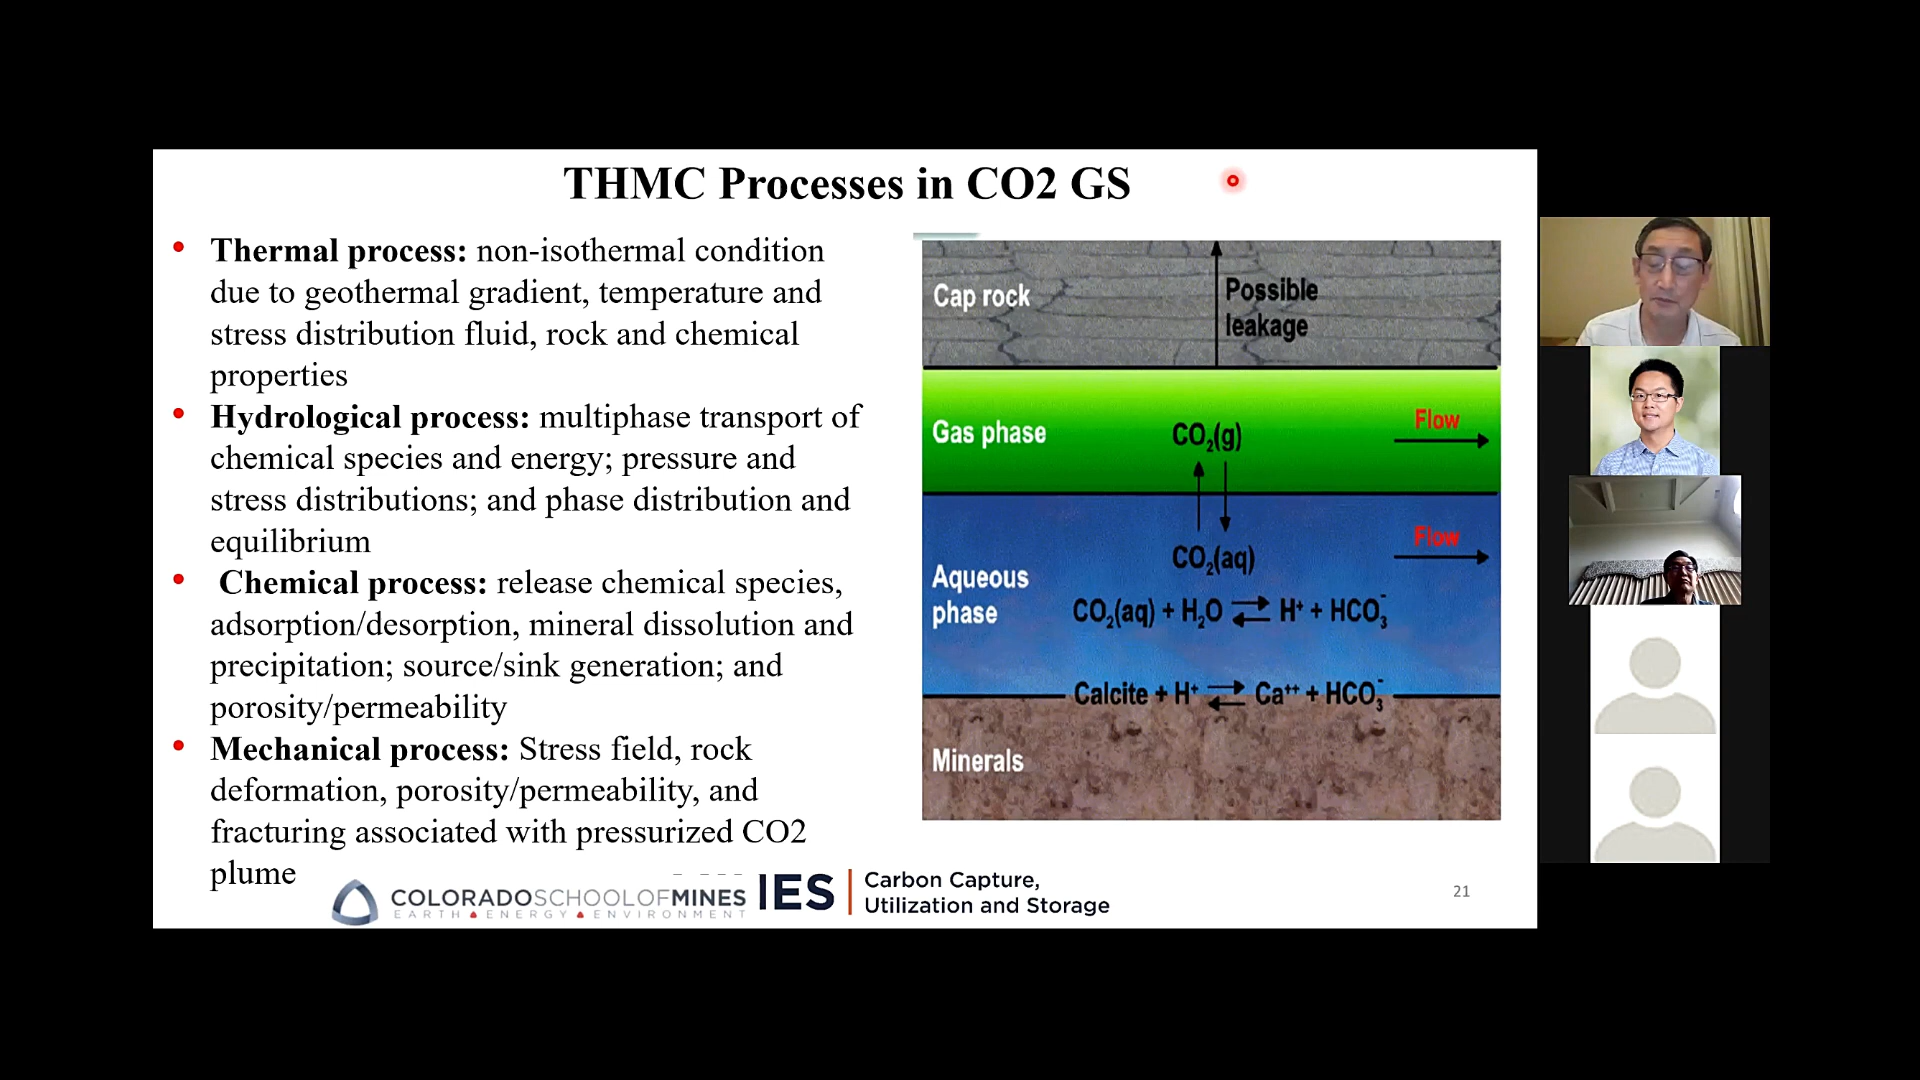 THMC Processes in CO2 GS
• Thermal process: non-isothermal condition
due to geothermal gradient, temperature and
stress distribution fluid, rock and chemical
properties
• Hydrological process: multiphase transport of
chemical species and energy; pressure and
stress distributions; and phase distribution and
equilibrium
• Chemical process: release chemical species,
adsorption/desorption, mineral dissolution and
precipitation; source/sink generation; and
porosity/permeability
• Mechanical process: Stress field, rock
deformation, porosity/permeability, and
fracturing associated with pressurized CO2
plume
Cap rock
Possible
leakage
Gas phase
CO₂(g)
Flow
Flow
CO₂(aq)
Aqueous
phase
CO₂(aq) + H₂O ⇌ H⁺ + HCO₃⁻
Calcite + H⁺ ⇌ Ca⁺⁺ + HCO₃⁻
Minerals
COLORADOSCHOOLOFMINES
EARTH ENERGY ENVIRONMENT
IES
Carbon Capture,
Utilization and Storage
21